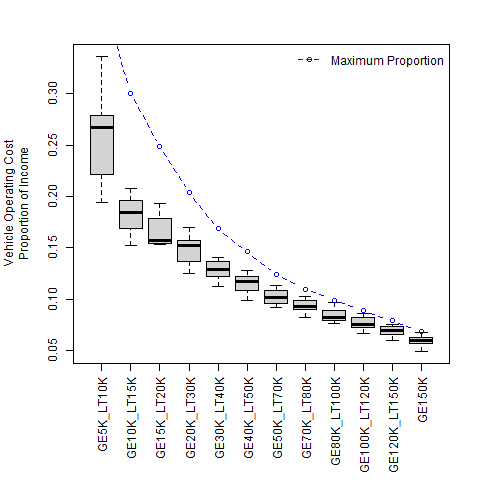 Maximum Proportion
Vehicle Operating Cost
Proportion of Income
0.30
0.25
0.20
0.15
0.10
0.05
GE5K_LT10K
GE10K_LT15K
GE15K_LT20K
GE20K_LT30K
GE30K_LT40K
GE40K_LT50K
GE50K_LT70K
GE70K_LT80K
GE80K_LT100K
GE100K_LT120K
GE120K_LT150K
GE150K